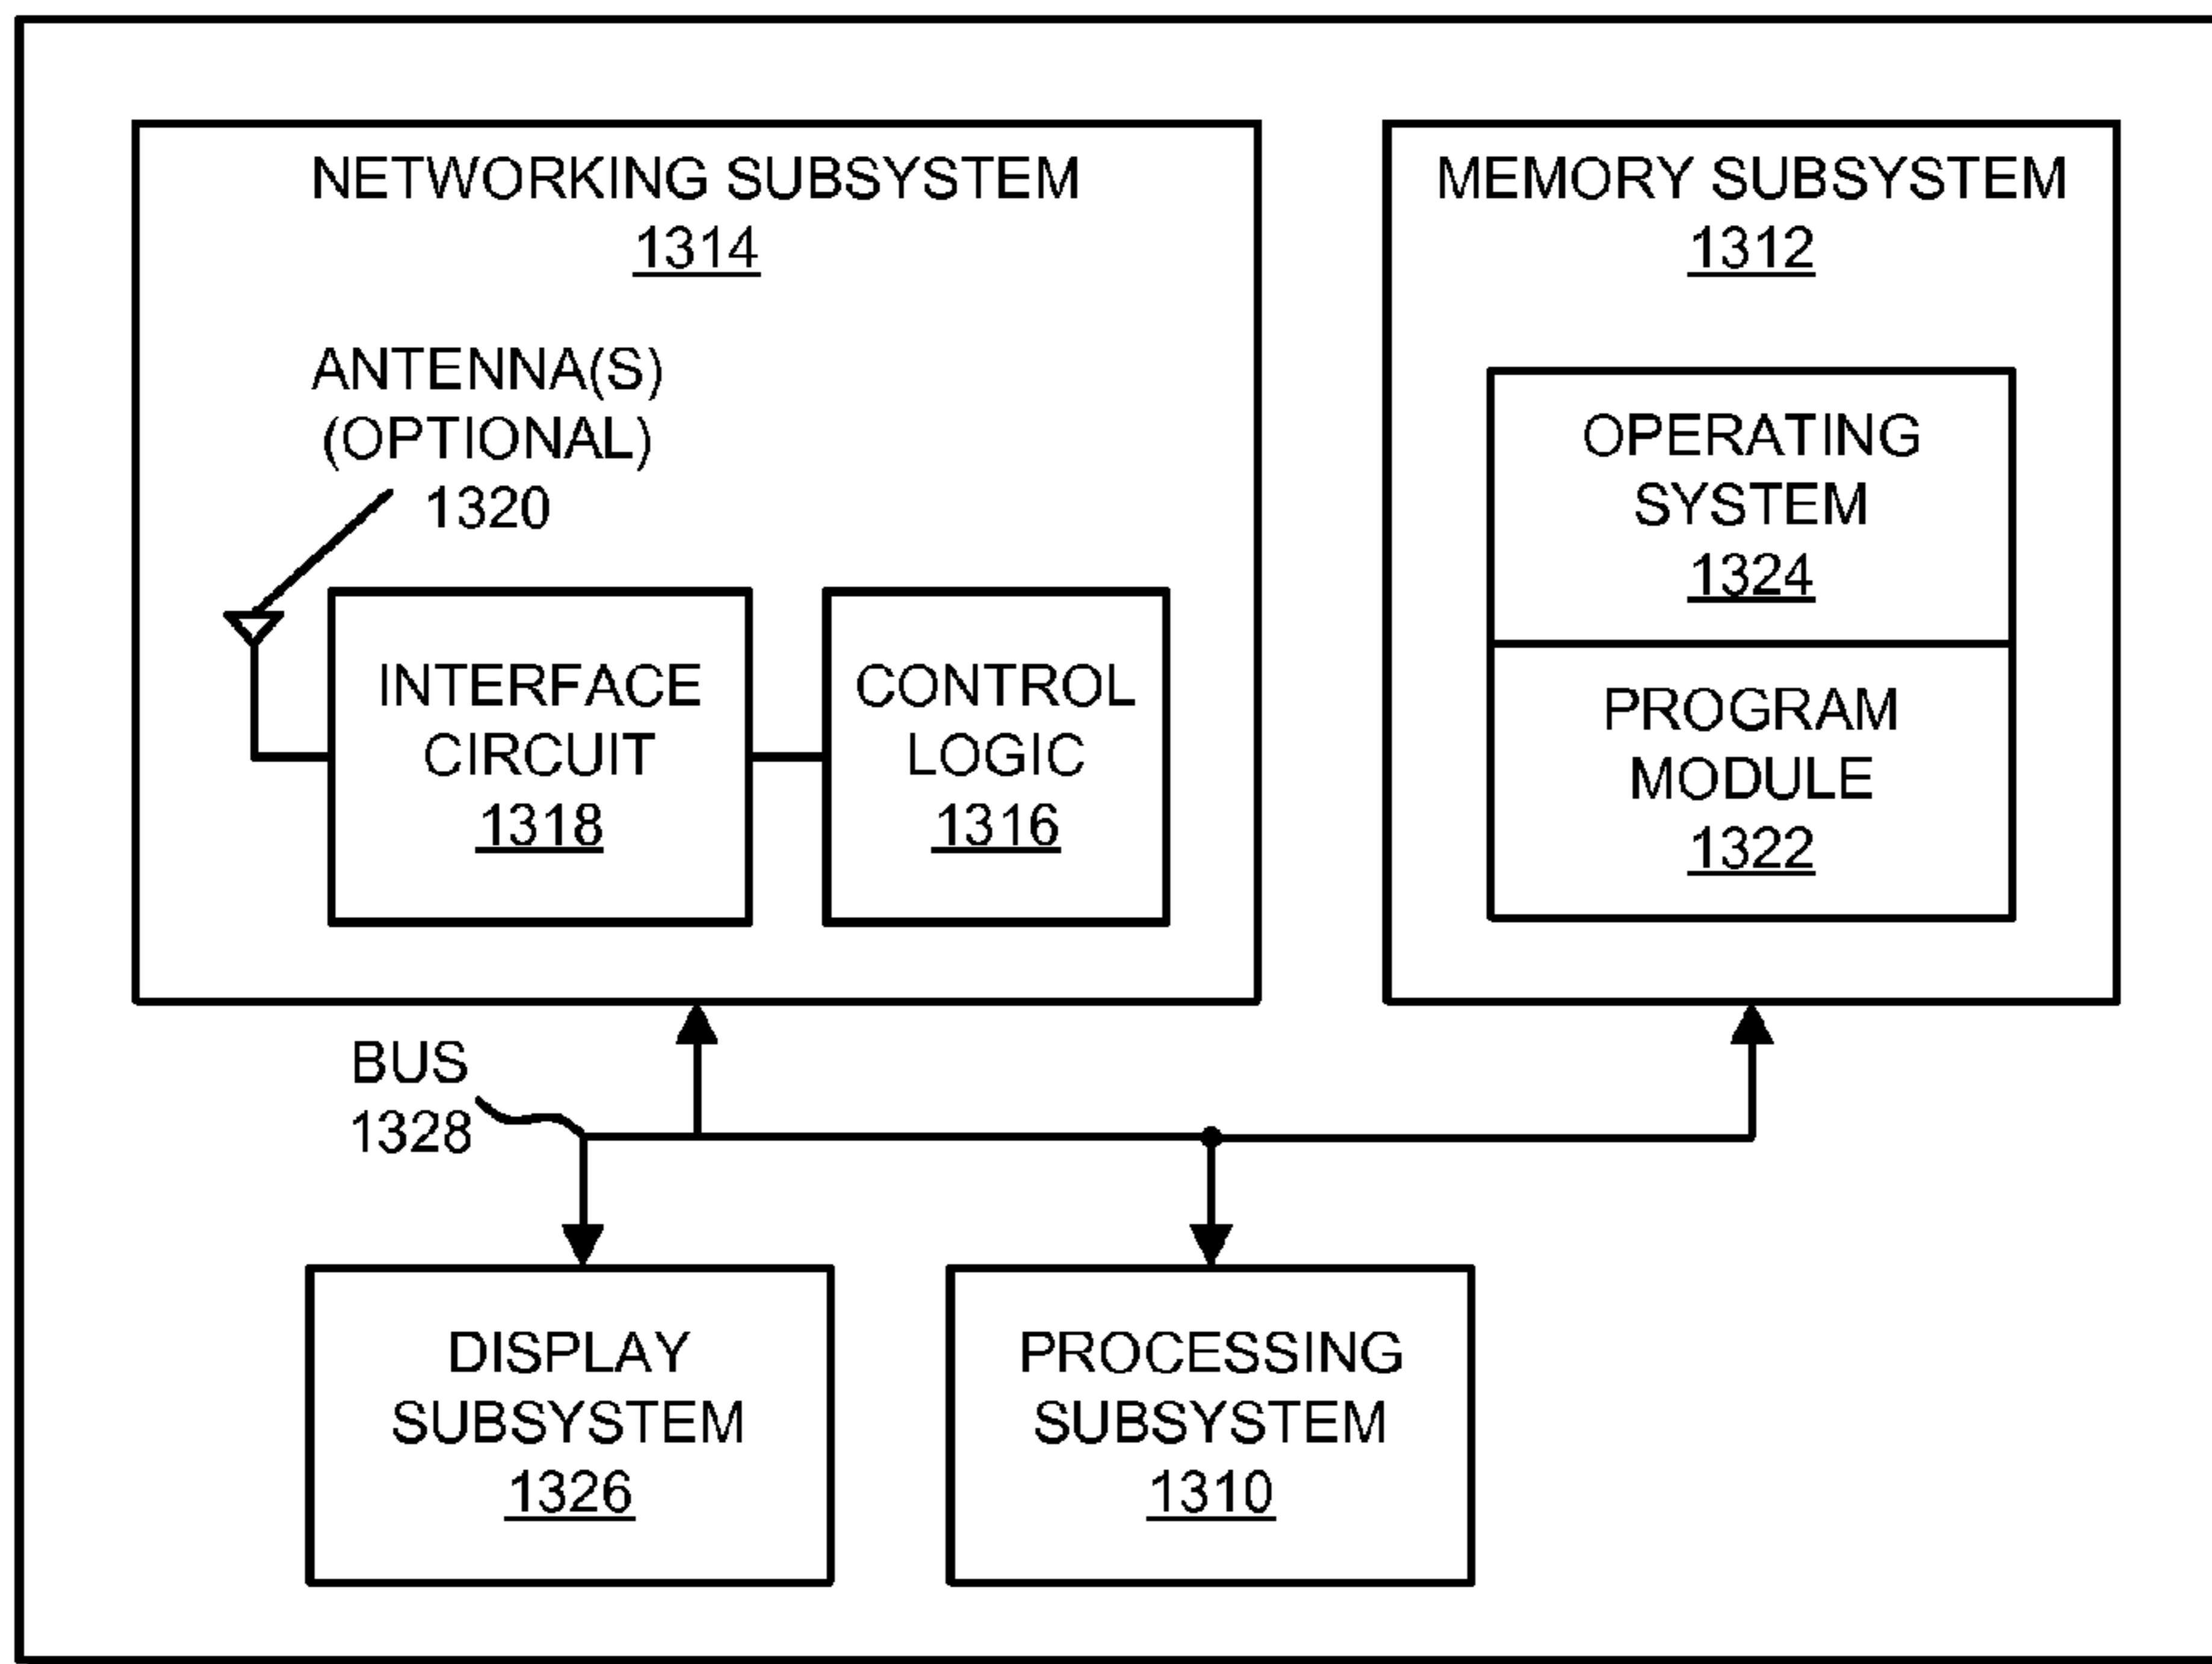 NETWORKING SUBSYSTEM
1314
ANTENNA(S)
(OPTIONAL)
1320
INTERFACE
CIRCUIT
1318
CONTROL
LOGIC
1316
MEMORY SUBSYSTEM
1312
OPERATING
SYSTEM
1324
PROGRAM
MODULE
1322
BUS
1328
DISPLAY
SUBSYSTEM
1326
PROCESSING
SUBSYSTEM
1310